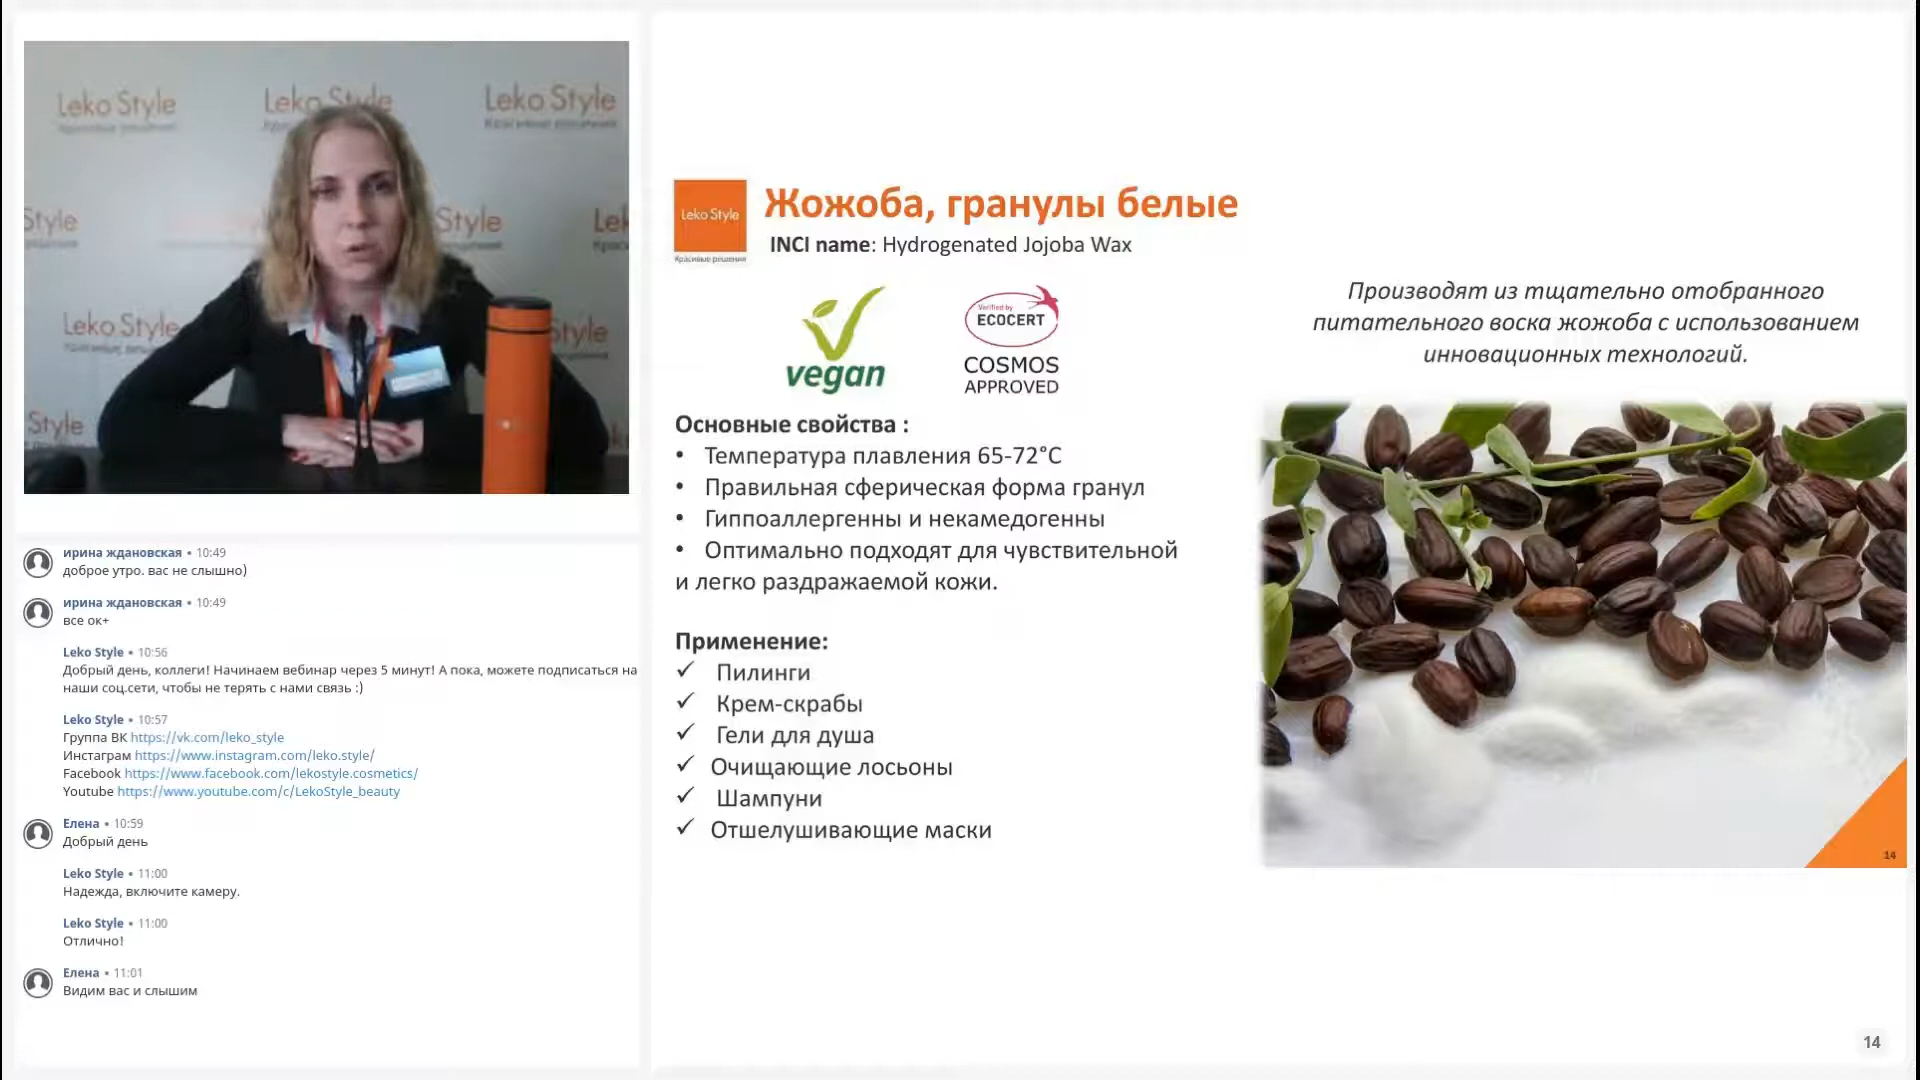 Leko Style
Leko Style
Leko Style
Style
Style
Lek
Leko Style
Style
Style
ирина ждановская • 10:49
доброе утро. вас не слышно)
ирина ждановская • 10:49
все ок+
Leko Style • 10:56
Добрый день, коллеги! Начинаем вебинар через 5 минут! А пока, можете подписаться на
наши соц.сети, чтобы не терять с нами связь :)
Leko Style • 10:57
Группа ВК https://vk.com/leko_style
Инстаграм https://www.instagram.com/leko.style/
Facebook https://www.facebook.com/lekostyle.cosmetics/
Youtube https://www.youtube.com/c/LekoStyle_beauty
Елена • 10:59
Добрый день
Leko Style • 11:00
Надежда, включите камеру.
Leko Style • 11:00
Отлично!
Елена • 11:01
Видим вас и слышим
Leko Style
Красивые решения
Жожоба, гранулы белые
INCI name: Hydrogenated Jojoba Wax
vegan
Verified by
ECOCERT
COSMOS
APPROVED
Производят из тщательно отобранного
питательного воска жожоба с использованием
инновационных технологий.
Основные свойства :
• Температура плавления 65-72°C
• Правильная сферическая форма гранул
• Гиппоаллергенны и некамедогенны
• Оптимально подходят для чувствительной
и легко раздражаемой кожи.
Применение:
✓ Пилинги
✓ Крем-скрабы
✓ Гели для душа
✓ Очищающие лосьоны
✓ Шампуни
✓ Отшелушивающие маски
14
14